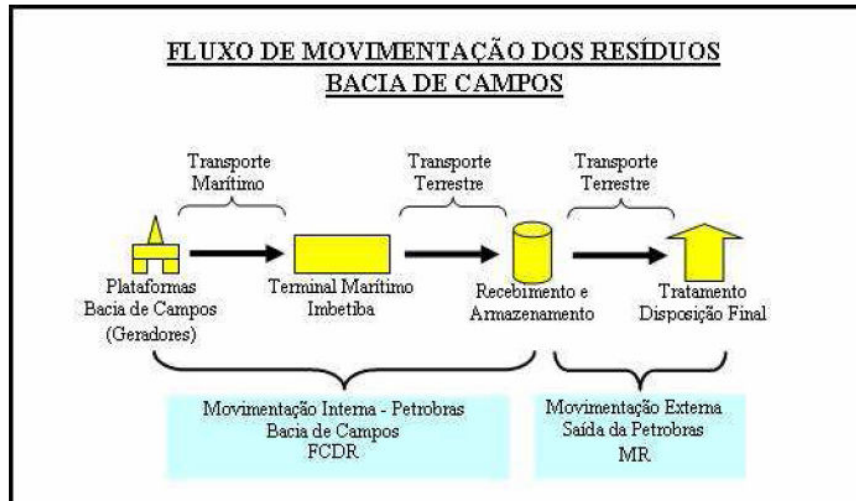 FLUXO DE MOVIMENTAÇÃO DOS RESÍDUOS
BACIA DE CAMPOS
Transporte
Marítimo
Transporte
Terrestre
Transporte
Terrestre
Plataformas
Bacia de Campos
(Geradores)
Terminal Marítimo
Imbetiba
Recebimento e
Armazenamento
Tratamento
Disposição Final
Movimentação Interna - Petrobras
Bacia de Campos
FCDR
Movimentação Externa
Saída da Petrobras
MR